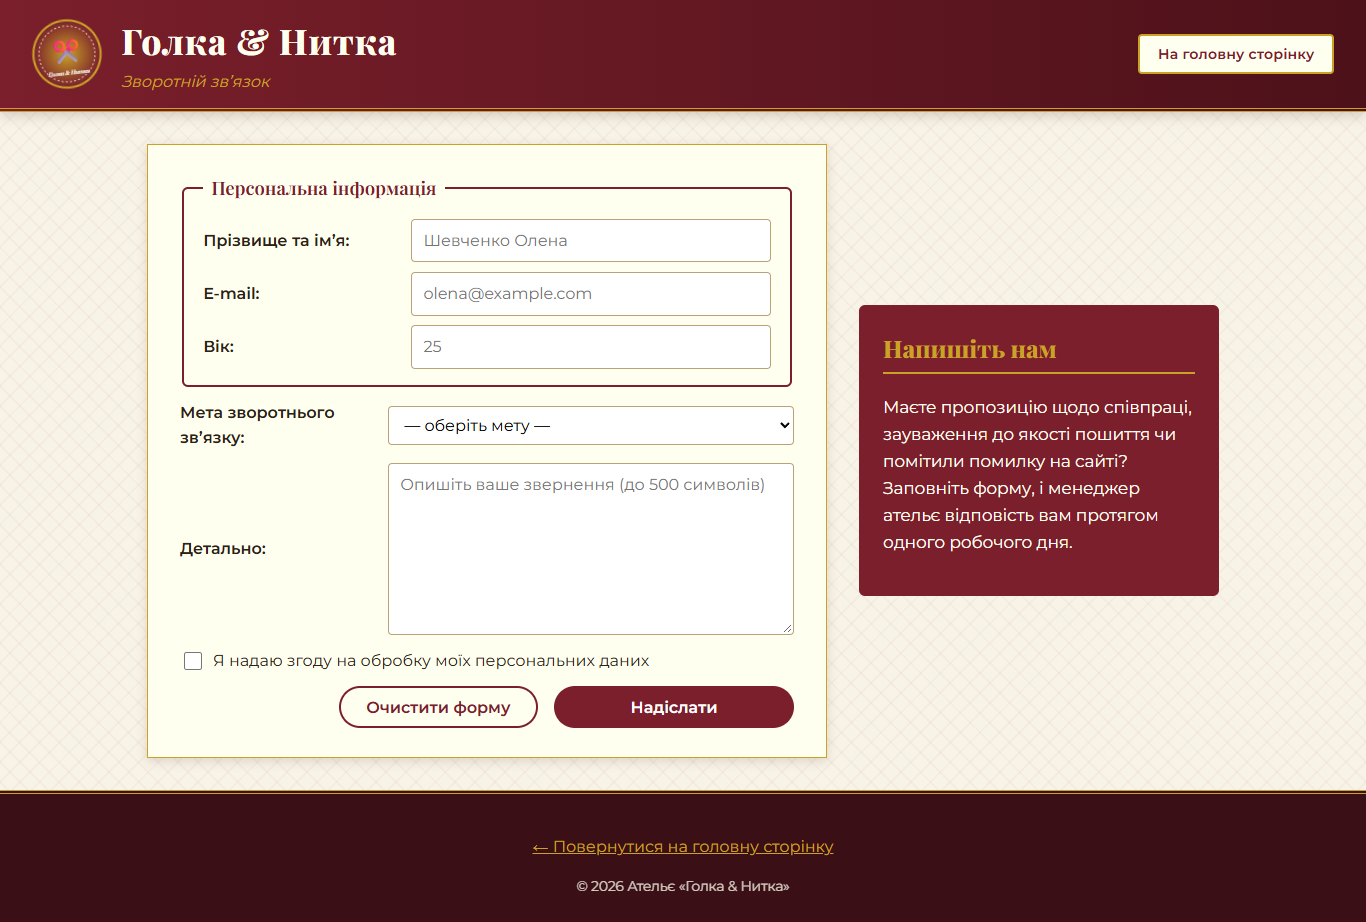 Голка & Нитка
Зворотній зв’язок
На головну сторінку
Персональна інформація
Прізвище та ім’я:
Шевченко Олена
E-mail:
olena@example.com
Вік:
25
Мета зворотнього
зв’язку:
— оберіть мету —
Детально:
Опишіть ваше звернення (до 500 символів)
Я надаю згоду на обробку моїх персональних даних
Очистити форму
Надіслати
Напишіть нам
Маєте пропозицію щодо співпраці,
зауваження до якості пошиття чи
помітили помилку на сайті?
Заповніть форму, і менеджер
ательє відповість вам протягом
одного робочого дня.
← Повернутися на головну сторінку
© 2026 Ательє «Голка & Нитка»